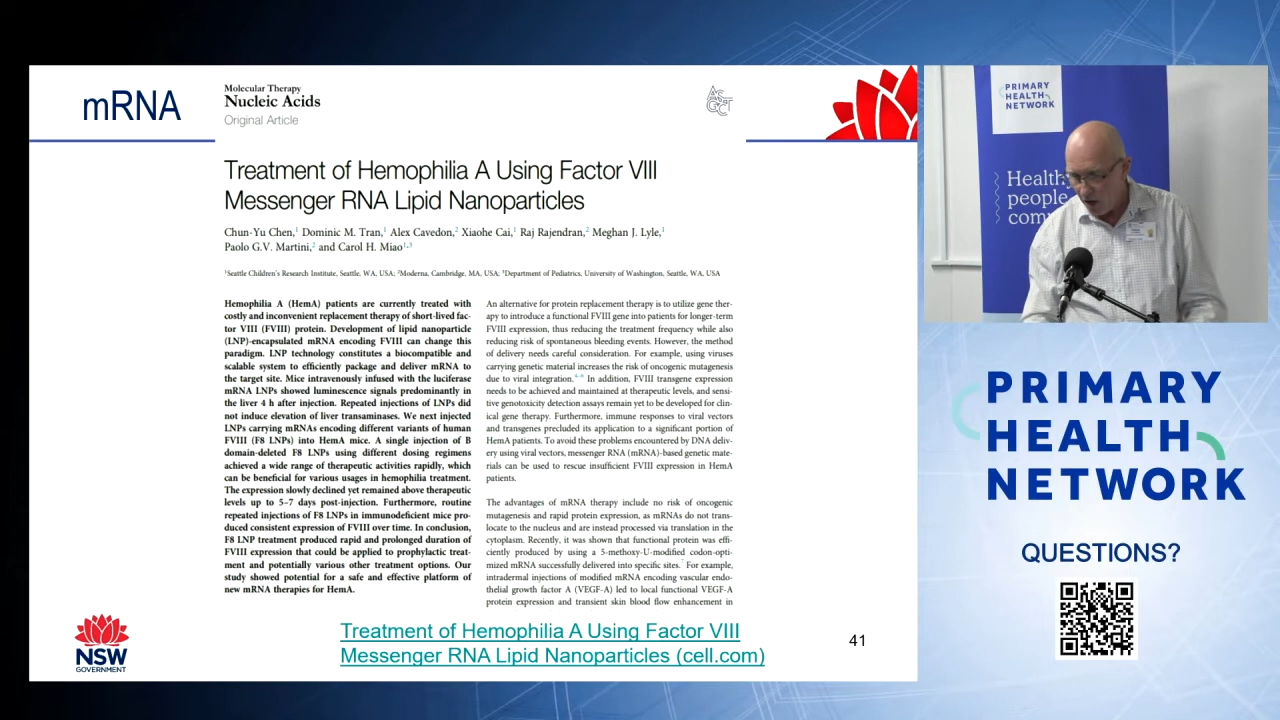 mRNA
Molecular Therapy
Nucleic Acids
Original Article
ASGCT
Treatment of Hemophilia A Using Factor VIII
Messenger RNA Lipid Nanoparticles
Chun-Yu Chen,1 Dominic M. Tran,1 Alex Cavedon,2 Xiaohe Cai,1 Raj Rajendran,2 Meghan J. Lyle,1
Paolo G.V. Martini,2 and Carol H. Miao1,3
1Seattle Children's Research Institute, Seattle, WA, USA; 2Moderna, Cambridge, MA, USA; 3Department of Pediatrics, University of Washington, Seattle, WA, USA
Hemophilia A (HemA) patients are currently treated with
costly and inconvenient replacement therapy of short-lived fac-
tor VIII (FVIII) protein. Development of lipid nanoparticle
(LNP)-encapsulated mRNA encoding FVIII can change this
paradigm. LNP technology constitutes a biocompatible and
scalable system to efficiently package and deliver mRNA to
the target site. Mice intravenously infused with the luciferase
mRNA LNPs showed luminescence signals predominantly in
the liver 4 h after injection. Repeated injections of LNPs did
not induce elevation of liver transaminases. We next injected
LNPs carrying mRNAs encoding different variants of human
FVIII (F8 LNPs) into HemA mice. A single injection of B
domain-deleted F8 LNPs using different dosing regimens
achieved a wide range of therapeutic activities rapidly, which
can be beneficial for various usages in hemophilia treatment.
The expression slowly declined yet remained above therapeutic
levels up to 5–7 days post-injection. Furthermore, routine
repeated injections of F8 LNPs in immunodeficient mice pro-
duced consistent expression of FVIII over time. In conclusion,
F8 LNP treatment produced rapid and prolonged duration of
FVIII expression that could be applied to prophylactic treat-
ment and potentially various other treatment options. Our
study showed potential for a safe and effective platform of
new mRNA therapies for HemA.
An alternative for protein replacement therapy is to utilize gene ther-
apy to introduce a functional FVIII gene into patients for longer-term
FVIII expression, thus reducing the treatment frequency while also
reducing risk of spontaneous bleeding events. However, the method
of delivery needs careful consideration. For example, using viruses
carrying genetic material increases the risk of oncogenic mutagenesis
due to viral integration. In addition, FVIII transgene expression
needs to be achieved and maintained at therapeutic levels, and sensi-
tive genotoxicity detection assays remain yet to be developed for clin-
ical gene therapy. Furthermore, immune responses to viral vectors
and transgenes precluded its application to a significant portion of
HemA patients. To avoid these problems encountered by DNA deliv-
ery using viral vectors, messenger RNA (mRNA)-based genetic mate-
rials can be used to rescue insufficient FVIII expression in HemA
patients.
The advantages of mRNA therapy include no risk of oncogenic
mutagenesis and rapid protein expression, as mRNAs do not trans-
locate to the nucleus and are instead processed via translation in the
cytoplasm. Recently, it was shown that functional protein was effi-
ciently produced by using a 5-methoxy-U-modified codon-opti-
mized mRNA successfully delivered into specific sites. For example,
intradermal injections of modified mRNA encoding vascular endo-
thelial growth factor A (VEGF-A) led to local functional VEGF-A
protein expression and transient skin blood flow enhancement in
Treatment of Hemophilia A Using Factor VIII
Messenger RNA Lipid Nanoparticles (cell.com)
41
NSW
GOVERNMENT
PRIMARY
HEALTH
NETWORK
Health
people
com
PRIMARY
HEALTH
NETWORK
QUESTIONS?